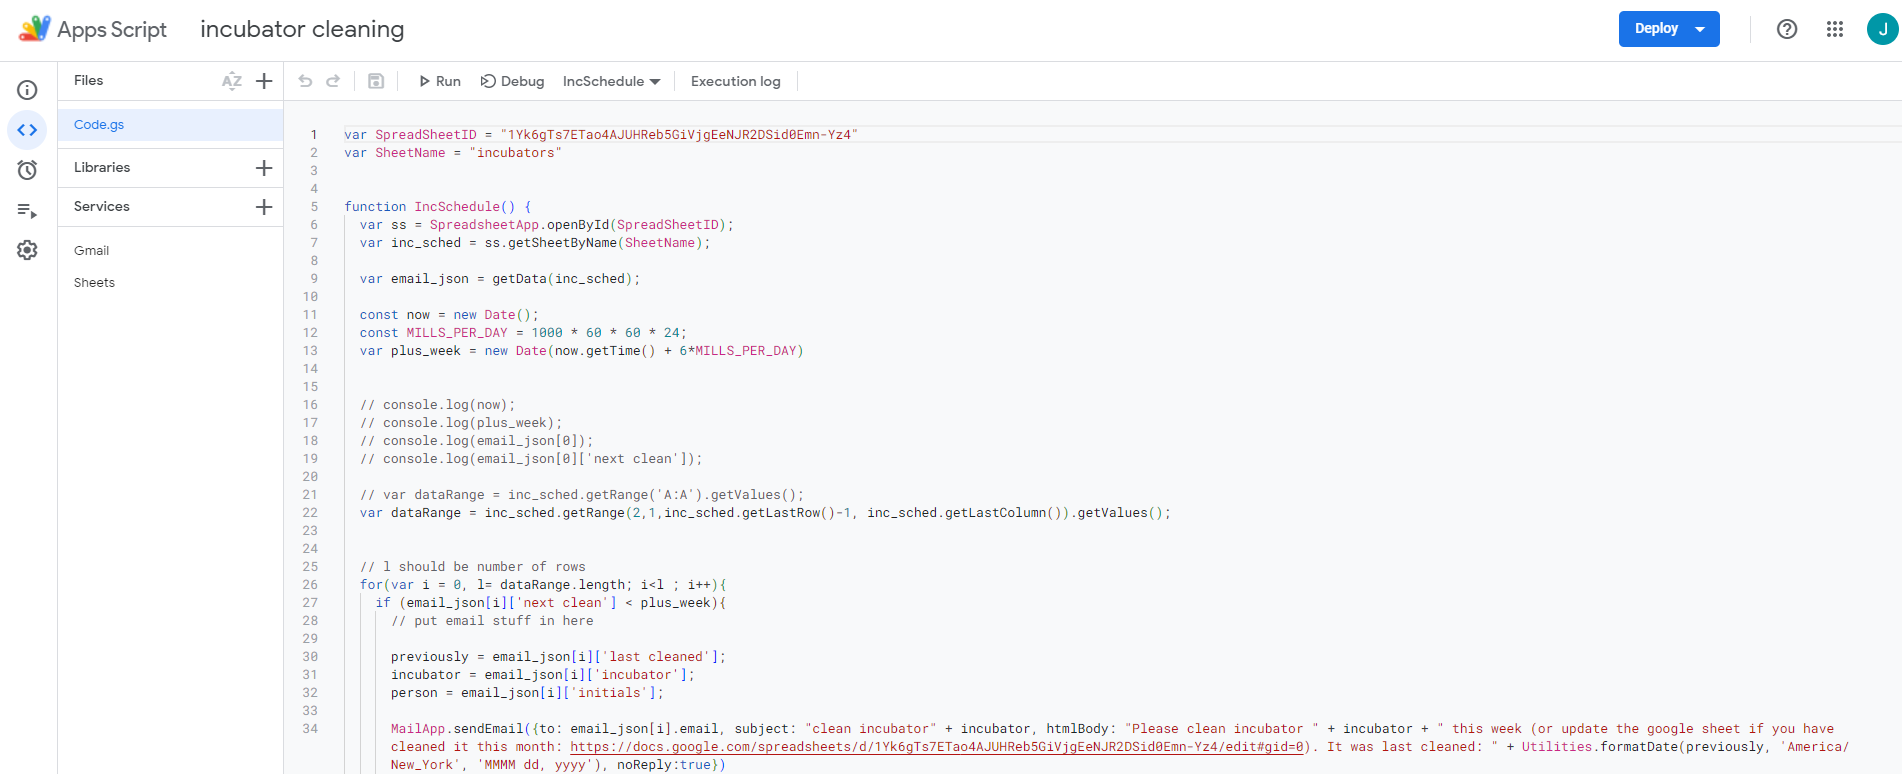 Apps Script incubator cleaning Deploy J
Files AZ Run Debug IncSchedule Execution log
Code.gs
Libraries
Services
Gmail
Sheets
1 var SpreadSheetID = "1Yk6gTs7ETao4AJUHReb5GiVjgEeNJR2DSid0Emn-Yz4"
2 var SheetName = "incubators"
3
4
5 function IncSchedule() {
6 var ss = SpreadsheetApp.openById(SpreadSheetID);
7 var inc_sched = ss.getSheetByName(SheetName);
8
9 var email_json = getData(inc_sched);
10
11 const now = new Date();
12 const MILLS_PER_DAY = 1000 * 60 * 60 * 24;
13 var plus_week = new Date(now.getTime() + 6*MILLS_PER_DAY)
14
15
16 // console.log(now);
17 // console.log(plus_week);
18 // console.log(email_json[0]);
19 // console.log(email_json[0]['next clean']);
20
21 // var dataRange = inc_sched.getRange('A:A').getValues();
22 var dataRange = inc_sched.getRange(2,1,inc_sched.getLastRow()-1, inc_sched.getLastColumn()).getValues();
23
24
25 // l should be number of rows
26 for(var i = 0, l= dataRange.length; i<l ; i++){
27 if (email_json[i]['next clean'] < plus_week){
28 // put email stuff in here
29
30 previously = email_json[i]['last cleaned'];
31 incubator = email_json[i]['incubator'];
32 person = email_json[i]['initials'];
33
34 MailApp.sendEmail({to: email_json[i].email, subject: "clean incubator" + incubator, htmlBody: "Please clean incubator " + incubator + " this week (or update the google sheet if you have
cleaned it this month: https://docs.google.com/spreadsheets/d/1Yk6gTs7ETao4AJUHReb5GiVjgEeNJR2DSid0Emn-Yz4/edit#gid=0). It was last cleaned: " + Utilities.formatDate(previously, 'America/
New_York', 'MMMM dd, yyyy'), noReply:true})